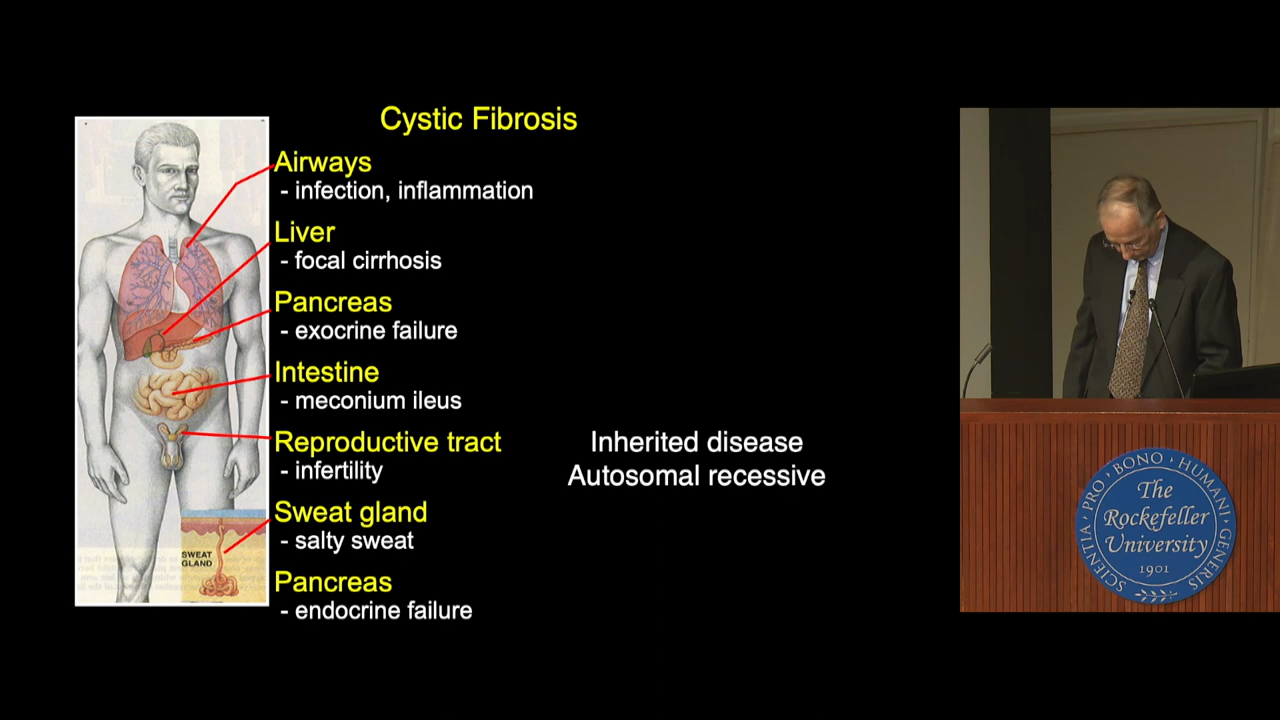 Cystic Fibrosis
Airways
- infection, inflammation
Liver
- focal cirrhosis
Pancreas
- exocrine failure
Intestine
- meconium ileus
Reproductive tract
- infertility
Inherited disease
Autosomal recessive
Sweat gland
- salty sweat
Pancreas
- endocrine failure
SWEAT
GLAND
SCIENTIA · PRO · BONO · HUMANI · GENERIS
The
Rockefeller
University
1901